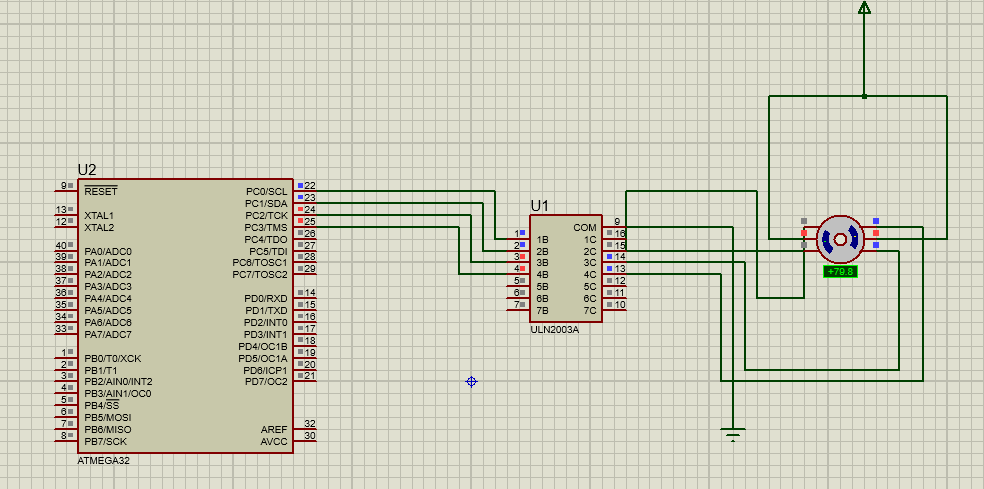 U2
9 RESET PC0/SCL 22
PC1/SDA 23
13 XTAL1 PC2/TCK 24
12 XTAL2 PC3/TMS 25
PC4/TDO 26
40 PA0/ADC0 PC5/TDI 27
39 PA1/ADC1 PC6/TOSC1 28
38 PA2/ADC2 PC7/TOSC2 29
37 PA3/ADC3
36 PA4/ADC4 PD0/RXD 14
35 PA5/ADC5 PD1/TXD 15
34 PA6/ADC6 PD2/INT0 16
33 PA7/ADC7 PD3/INT1 17
PD4/OC1B 18
1 PB0/T0/XCK PD5/OC1A 19
2 PB1/T1 PD6/ICP1 20
3 PB2/AIN0/INT2 PD7/OC2 21
4 PB3/AIN1/OC0
5 PB4/SS
6 PB5/MOSI
7 PB6/MISO AREF 32
8 PB7/SCK AVCC 30
ATMEGA32
U1
COM 9
1 1B 1C 16
2 2B 2C 15
3 3B 3C 14
4 4B 4C 13
5 5B 5C 12
6 6B 6C 11
7 7B 7C 10
ULN2003A
+79.8